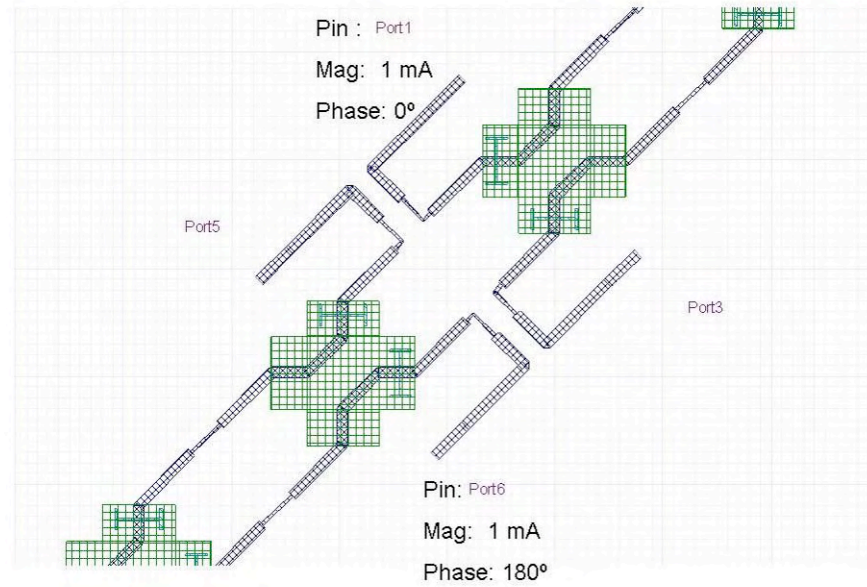 Pin : Port1
Mag: 1 mA
Phase: 0º
Port5
Port3
Pin: Port6
Mag: 1 mA
Phase: 180º